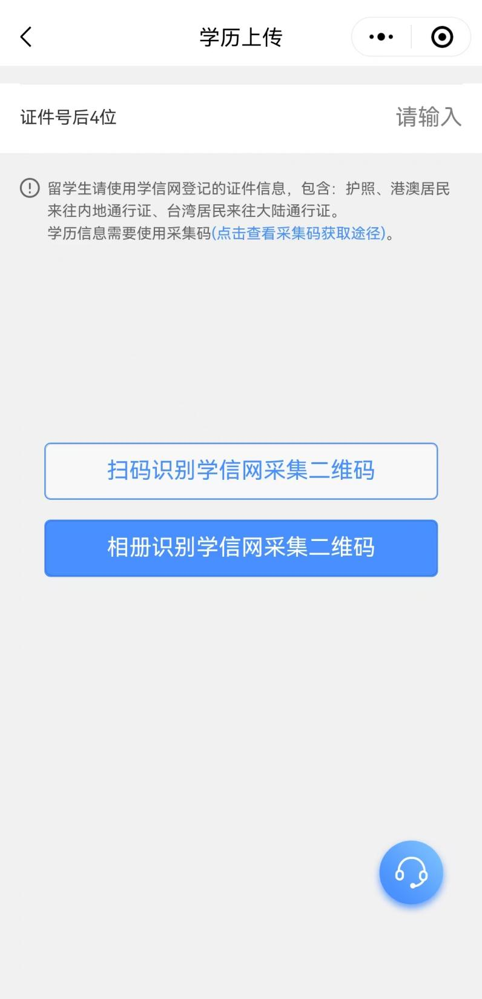 学历上传
证件号后4位
请输入
留学生请使用学信网登记的证件信息，包含：护照、港澳居民
来往内地通行证、台湾居民来往大陆通行证。
学历信息需要使用采集码(点击查看采集码获取途径)。
扫码识别学信网采集二维码
相册识别学信网采集二维码